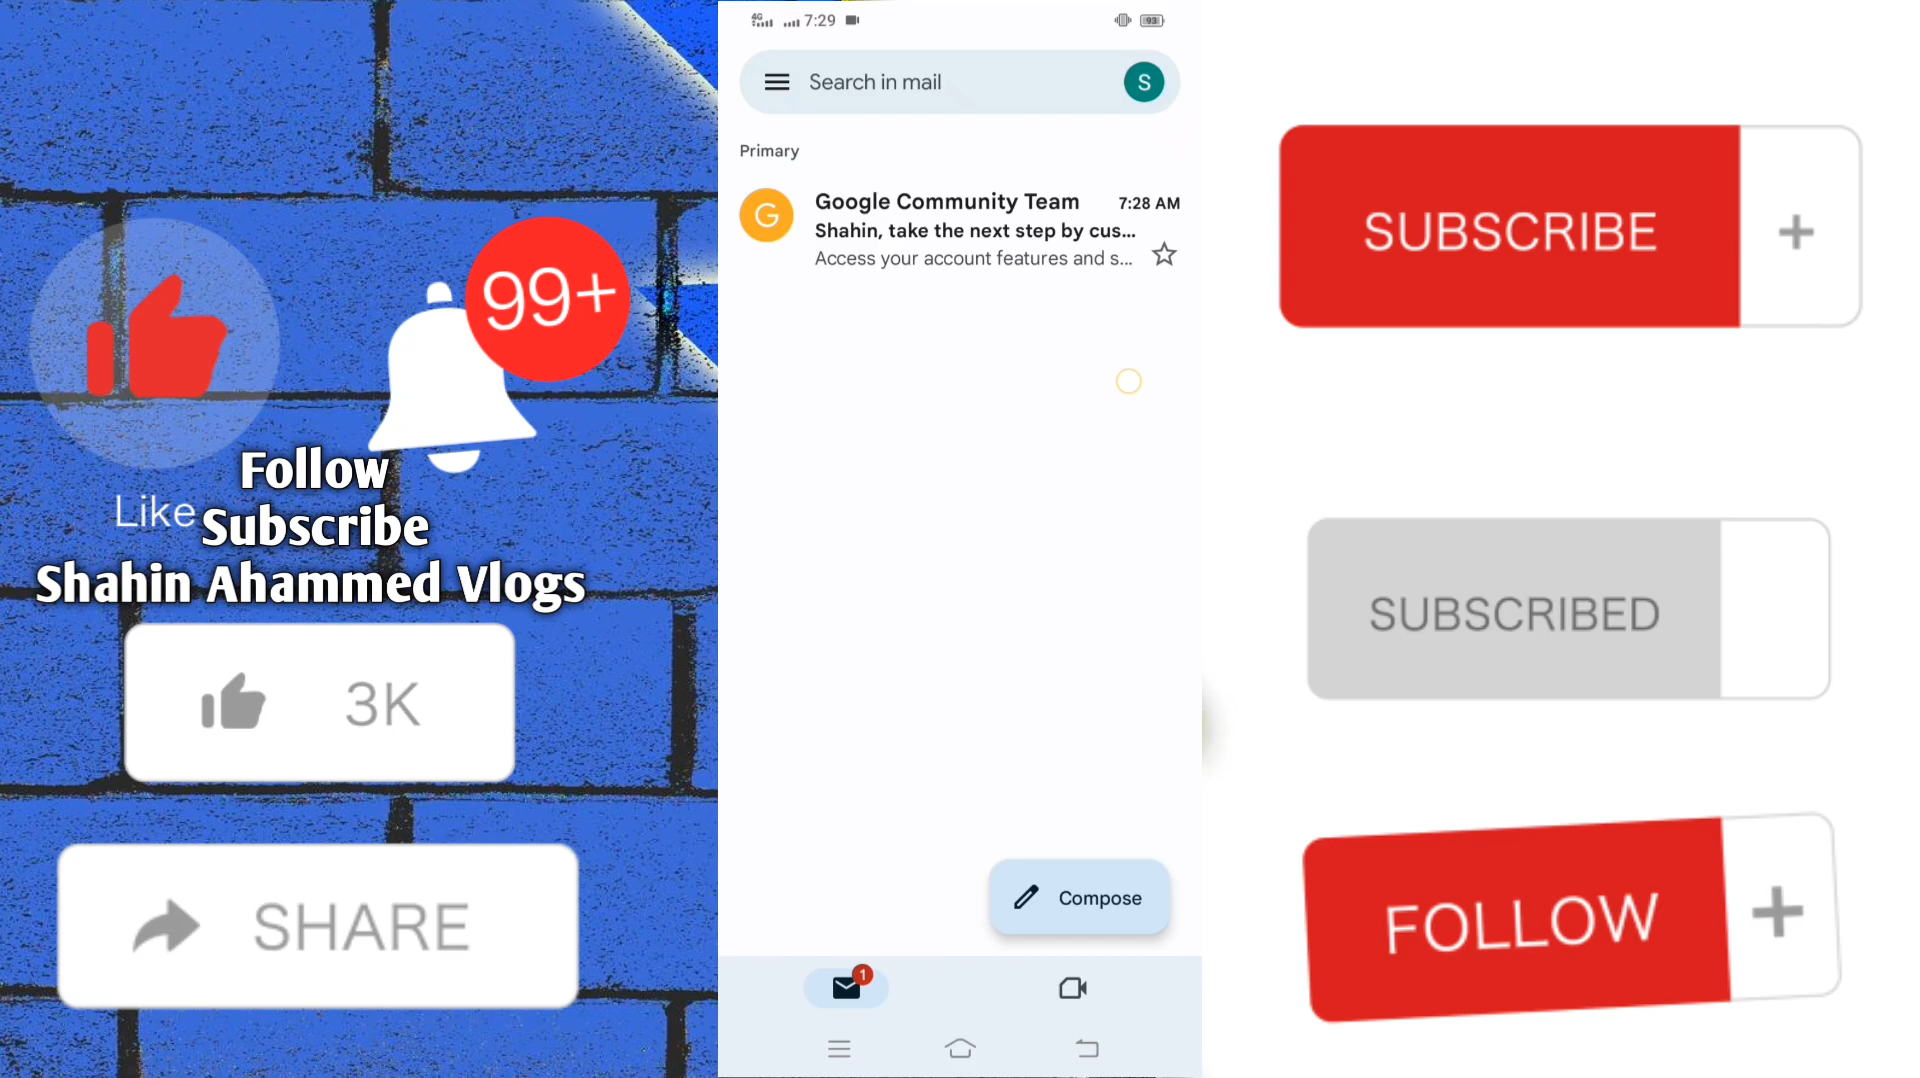 99+
Like
Follow
Subscribe
Shahin Ahammed Vlogs
3K
SHARE
4G 7:29 93
Search in mail S
Primary
G
Google Community Team 7:28 AM
Shahin, take the next step by cus...
Access your account features and s...
Compose
1
SUBSCRIBE +
SUBSCRIBED
FOLLOW +